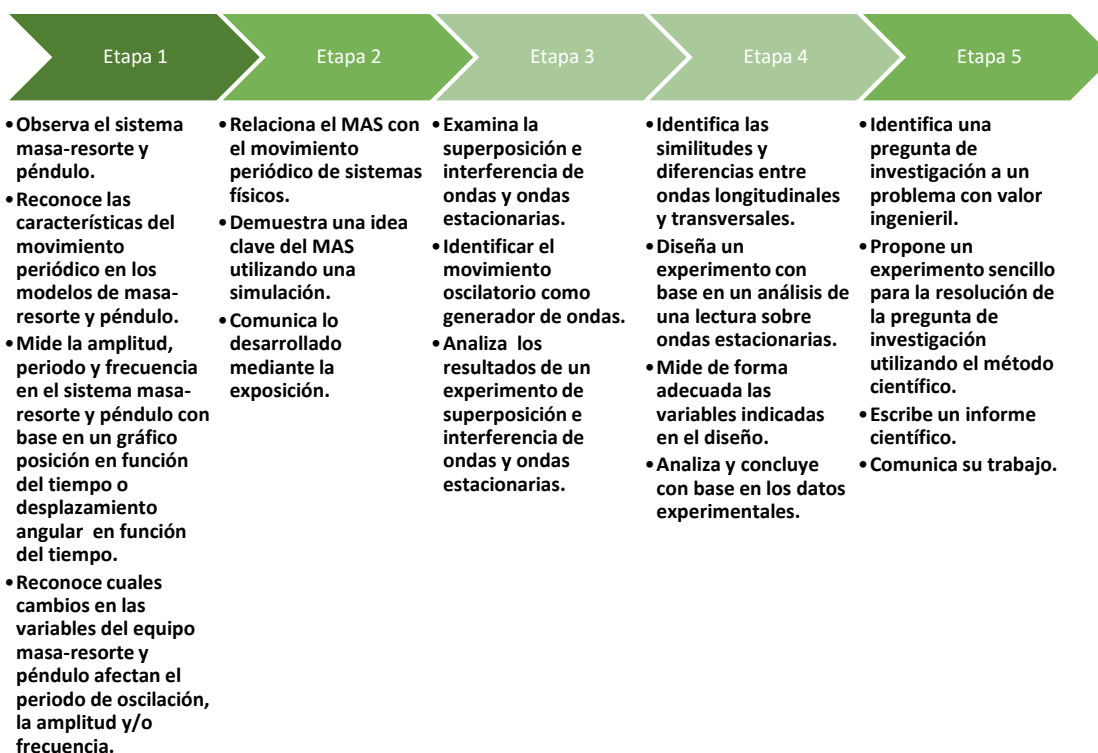 Etapa 1
Etapa 2
Etapa 3
Etapa 4
Etapa 5
•Observa el sistema
masa-resorte y
péndulo.
•Reconoce las
características del
movimiento
periódico en los
modelos de masa-
resorte y péndulo.
•Mide la amplitud,
periodo y frecuencia
en el sistema masa-
resorte y péndulo con
base en un gráfico
posición en función
del tiempo o
desplazamiento
angular en función
del tiempo.
•Reconoce cuales
cambios en las
variables del equipo
masa-resorte y
péndulo afectan el
periodo de oscilación,
la amplitud y/o
frecuencia.
•Relaciona el MAS con
el movimiento
periódico de sistemas
físicos.
•Demuestra una idea
clave del MAS
utilizando una
simulación.
•Comunica lo
desarrollado
mediante la
exposición.
•Examina la
superposición e
interferencia de
ondas y ondas
estacionarias.
•Identificar el
movimiento
oscilatorio como
generador de ondas.
•Analiza los
resultados de un
experimento de
superposición e
interferencia de
ondas y ondas
estacionarias.
•Identifica las
similitudes y
diferencias entre
ondas longitudinales
y transversales.
•Diseña un
experimento con
base en un análisis de
una lectura sobre
ondas estacionarias.
•Mide de forma
adecuada las
variables indicadas
en el diseño.
•Analiza y concluye
con base en los datos
experimentales.
•Identifica una
pregunta de
investigación a un
problema con valor
ingenieril.
•Propone un
experimento sencillo
para la resolución de
la pregunta de
investigación
utilizando el método
científico.
•Escribe un informe
científico.
•Comunica su trabajo.